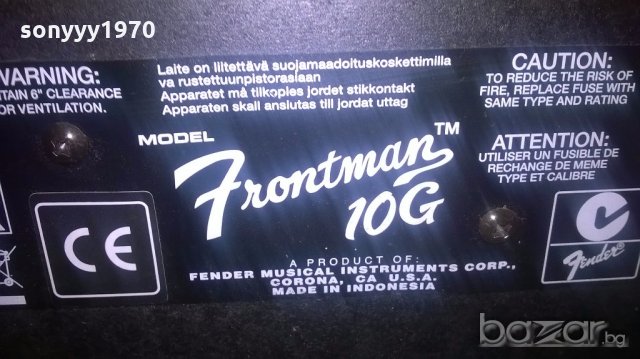 sonyyy1970
WARNING:
TAIN 6" CLEARANCE
FOR VENTILATION.
Laite on liitettävä suojamaadoituskoskettimilla
va rustettuunpistorasiaan
Apparatet må tilkoples jordet stikkontakt
Apparaten skall anslutas till jordat uttag
CAUTION:
TO REDUCE THE RISK OF
FIRE, REPLACE FUSE WITH
SAME TYPE AND RATING
ATTENTION:
UTILISER UN FUSIBLE DE
RECHANGE DE MEME
TYPE ET CALIBRE
MODEL
Frontman™
10G
CE
A PRODUCT OF:
FENDER MUSICAL INSTRUMENTS CORP.,
CORONA, CA U.S.A.
MADE IN INDONESIA
Fender
bazar.bg